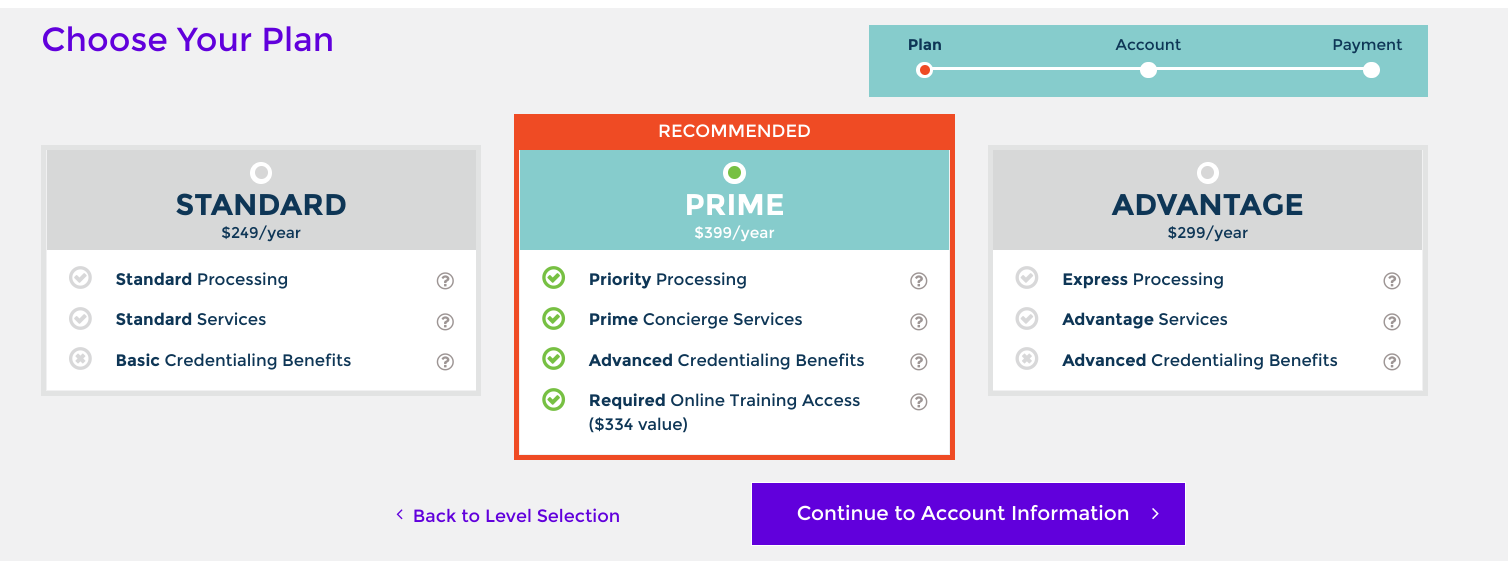 Choose Your Plan
Plan
Account
Payment
STANDARD
$249/year
Standard Processing ?
Standard Services ?
Basic Credentialing Benefits ?
RECOMMENDED
PRIME
$399/year
Priority Processing ?
Prime Concierge Services ?
Advanced Credentialing Benefits ?
Required Online Training Access ?
($334 value)
ADVANTAGE
$299/year
Express Processing ?
Advantage Services ?
Advanced Credentialing Benefits ?
< Back to Level Selection
Continue to Account Information >